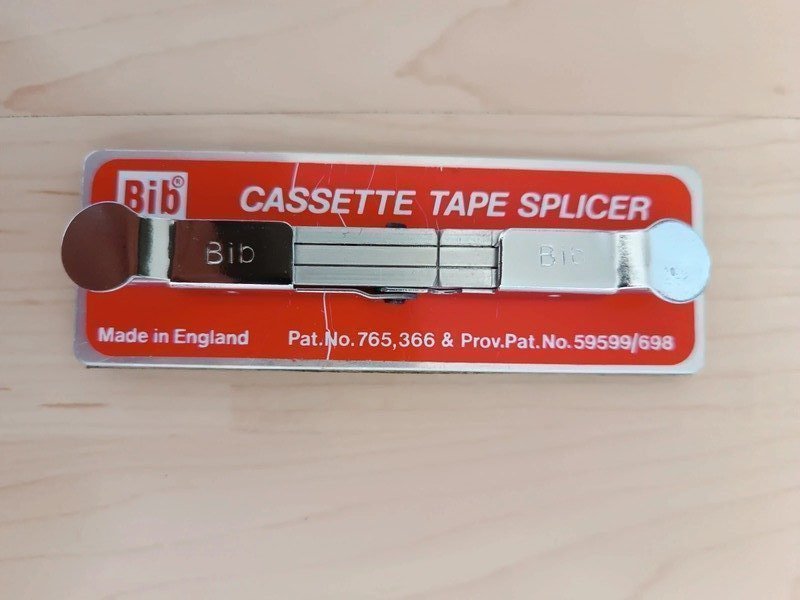 Bib®
CASSETTE TAPE SPLICER
Bib
Bib
Made in England
Pat.No.765,366 & Prov.Pat.No.59599/698